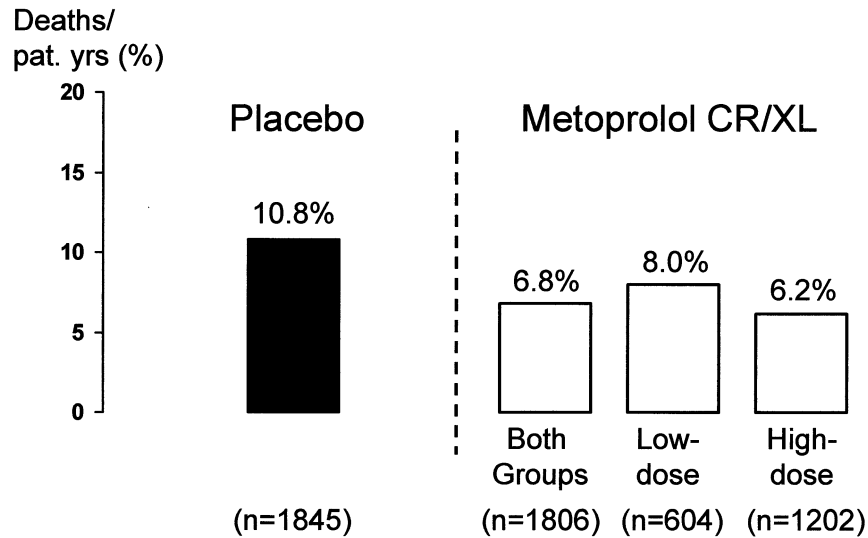 Deaths/
pat. yrs (%)
20
15
10
5
0
Placebo
10.8%
(n=1845)
Metoprolol CR/XL
6.8%
8.0%
6.2%
Both
Groups
Low-
dose
High-
dose
(n=1806) (n=604) (n=1202)